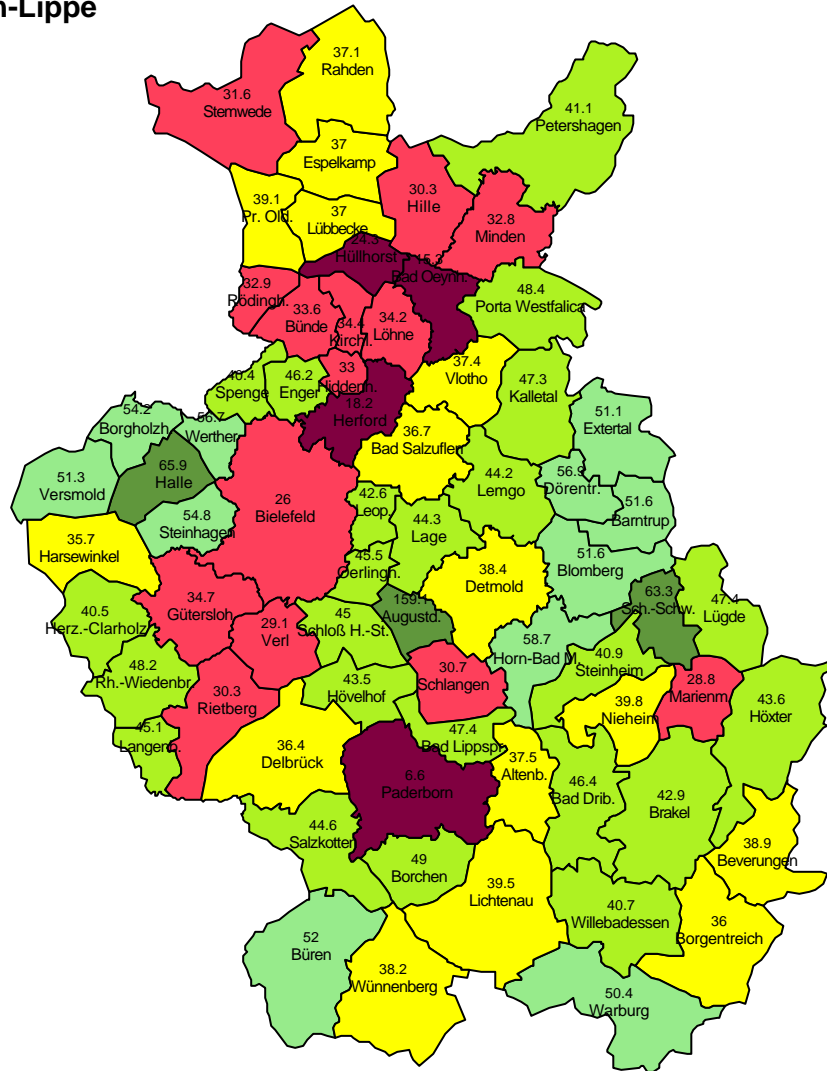 n-Lippe
37.1
Rahden
31.6
Stemwede
41.1
Petershagen
37
Espelkamp
30.3
Hille
39.1
Pr. Old.
37
Lübbecke
32.8
Minden
24.3
Hüllhorst
15.3
Bad Oeynh.
32.9
Rödingh.
48.4
Porta Westfalica
33.6
Bünde
34.4
Kirchl.
34.2
Löhne
37.4
Vlotho
33
Hiddenh.
47.3
Kalletal
Spenge
46.2
Enger
18.2
Herford
54.2
Borgholzh.
56.7
Werther
51.1
Extertal
36.7
Bad Salzuflen
65.9
Halle
51.3
Versmold
44.2
Lemgo
56.9
Dörentr.
26
Bielefeld
42.6
Leop.
51.6
Barntrup
54.8
Steinhagen
44.3
Lage
35.7
Harsewinkel
45.5
Oerlingh.
51.6
Blomberg
38.4
Detmold
34.7
Gütersloh
40.5
Herz.-Clarholz
159.1
Augustd.
63.3
Sch.-Schw.
47.4
Lügde
29.1
Verl
45
Schloß H.-St.
58.7
Horn-Bad M.
40.9
Steinheim
48.2
Rh.-Wiedenbr.
30.7
Schlangen
28.8
Marienm.
30.3
Rietberg
43.5
Hövelhof
39.8
Nieheim
43.6
Höxter
45.1
Langenb.
47.4
Bad Lippspr.
36.4
Delbrück
37.5
Altenb.
6.6
Paderborn
46.4
Bad Drib.
42.9
Brakel
44.6
Salzkotten
38.9
Beverungen
49
Borchen
39.5
Lichtenau
40.7
Willebadessen
36
Borgentreich
52
Büren
38.2
Wünnenberg
50.4
Warburg